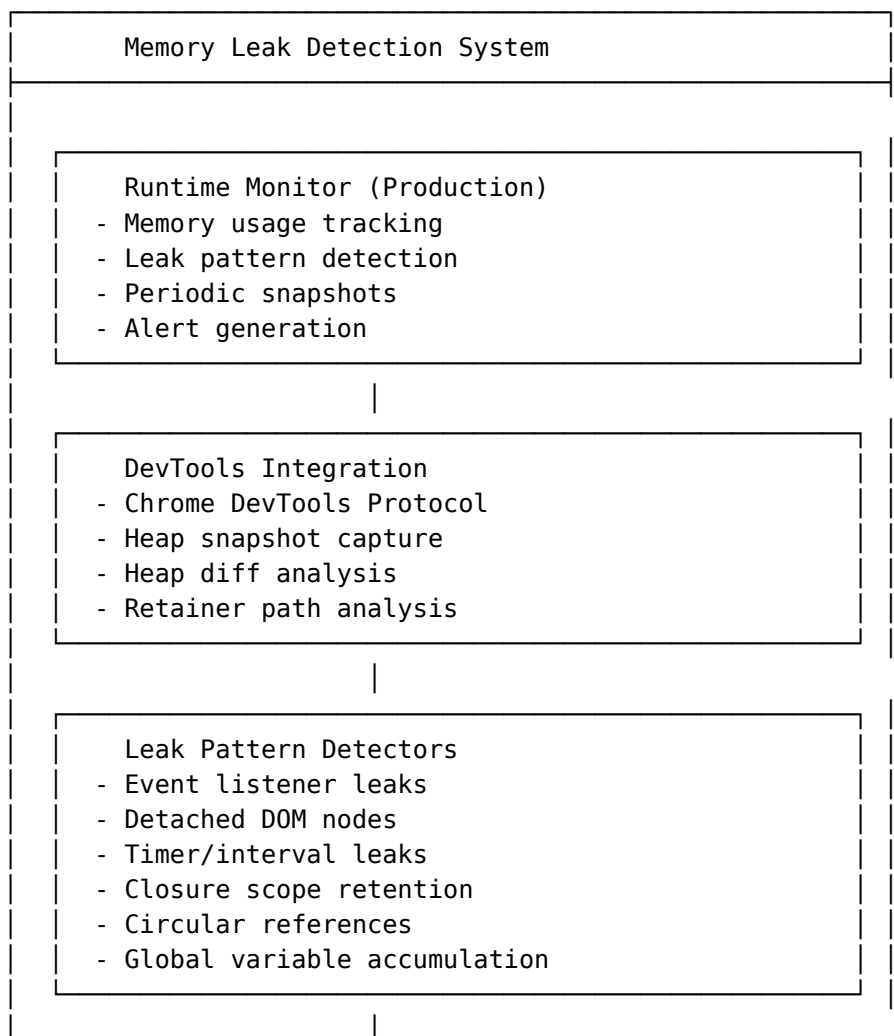 Memory Leak Detection System
Runtime Monitor (Production)
- Memory usage tracking
- Leak pattern detection
- Periodic snapshots
- Alert generation
DevTools Integration
- Chrome DevTools Protocol
- Heap snapshot capture
- Heap diff analysis
- Retainer path analysis
Leak Pattern Detectors
- Event listener leaks
- Detached DOM nodes
- Timer/interval leaks
- Closure scope retention
- Circular references
- Global variable accumulation